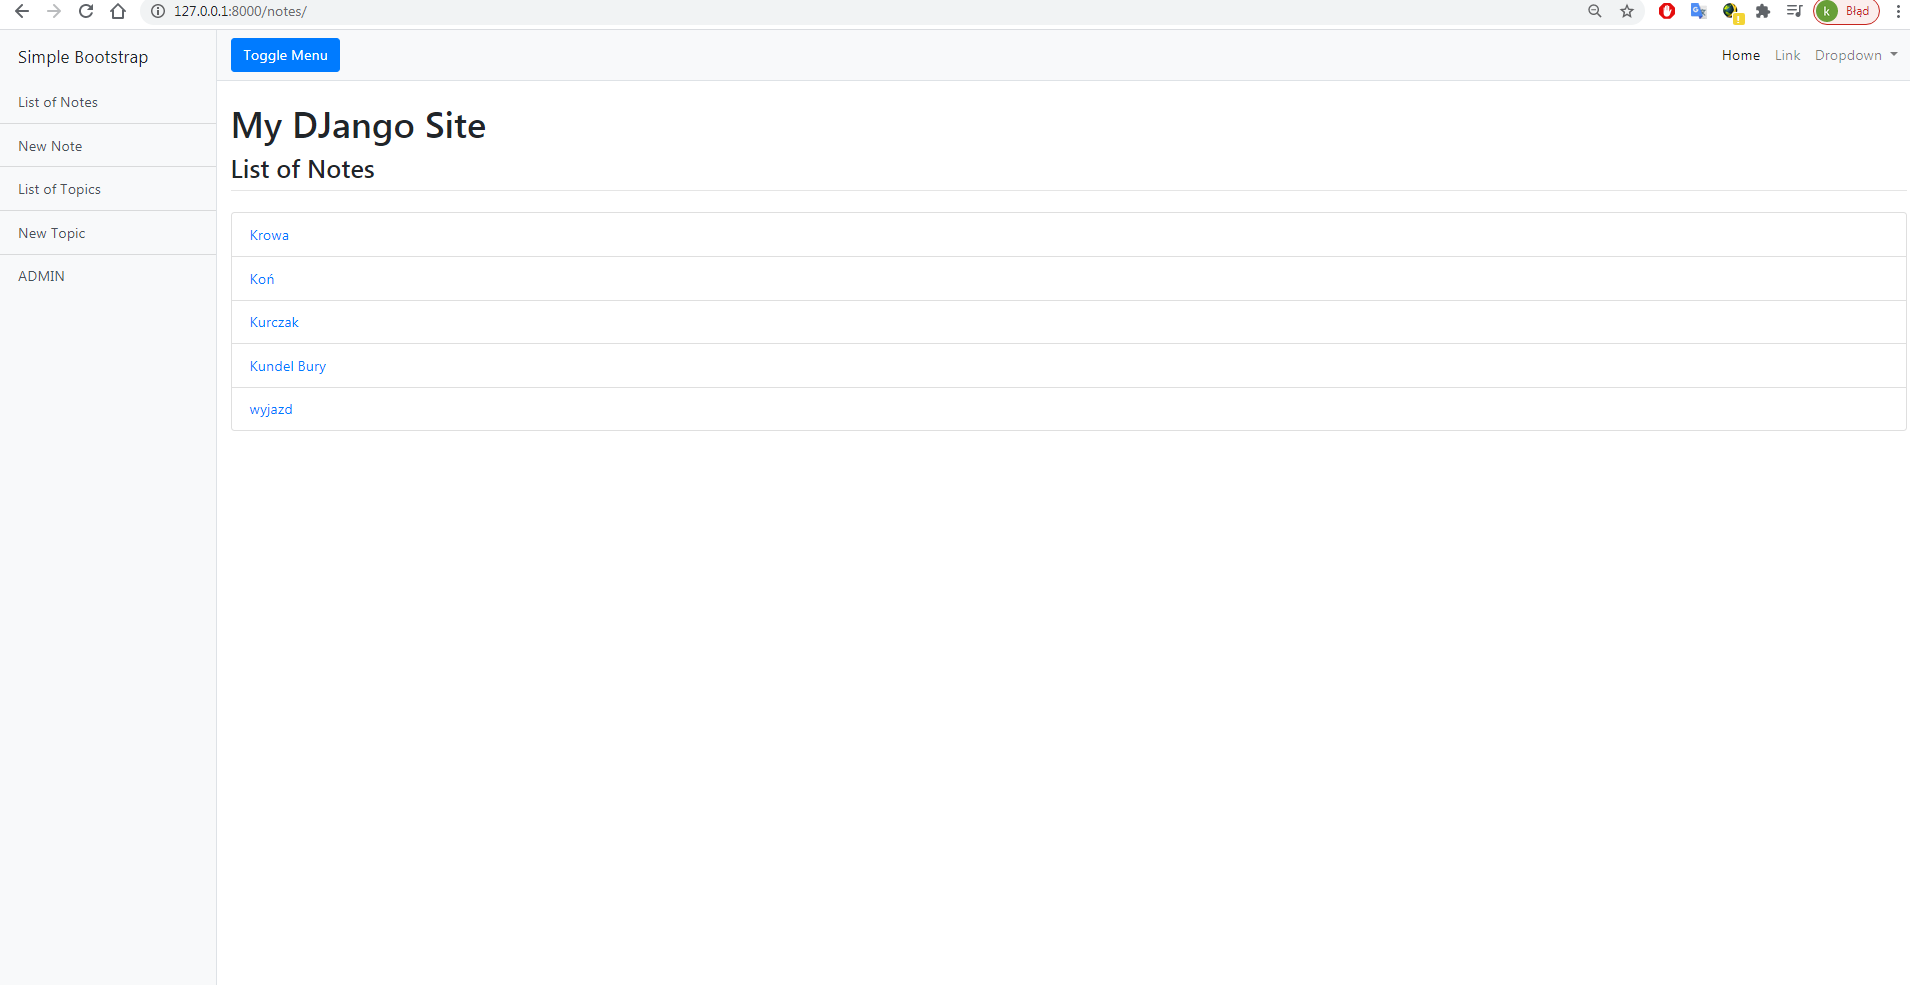 127.0.0.1:8000/notes/
k Błąd
Simple Bootstrap
Toggle Menu
Home Link Dropdown
List of Notes
New Note
List of Topics
New Topic
ADMIN
My DJango Site
List of Notes
Krowa
Koń
Kurczak
Kundel Bury
wyjazd